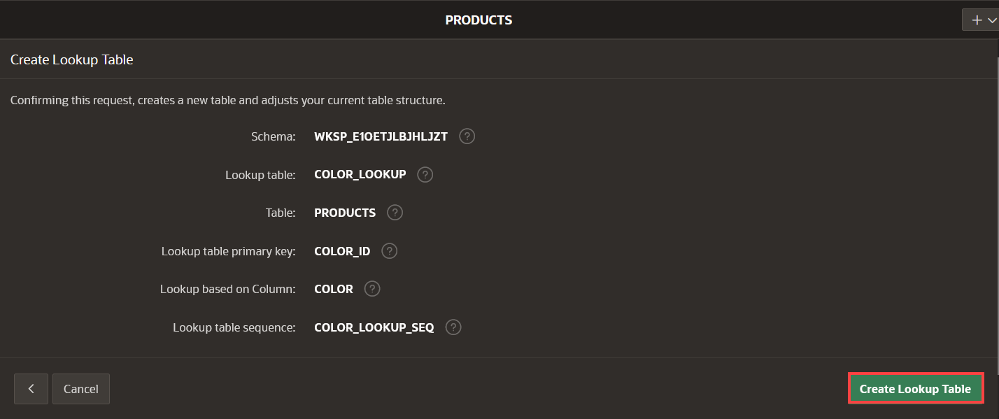 PRODUCTS
Create Lookup Table
Confirming this request, creates a new table and adjusts your current table structure.
Schema: WKSP_E1OETJLBJHLJZT ?
Lookup table: COLOR_LOOKUP ?
Table: PRODUCTS ?
Lookup table primary key: COLOR_ID ?
Lookup based on Column: COLOR ?
Lookup table sequence: COLOR_LOOKUP_SEQ ?
Cancel Create Lookup Table